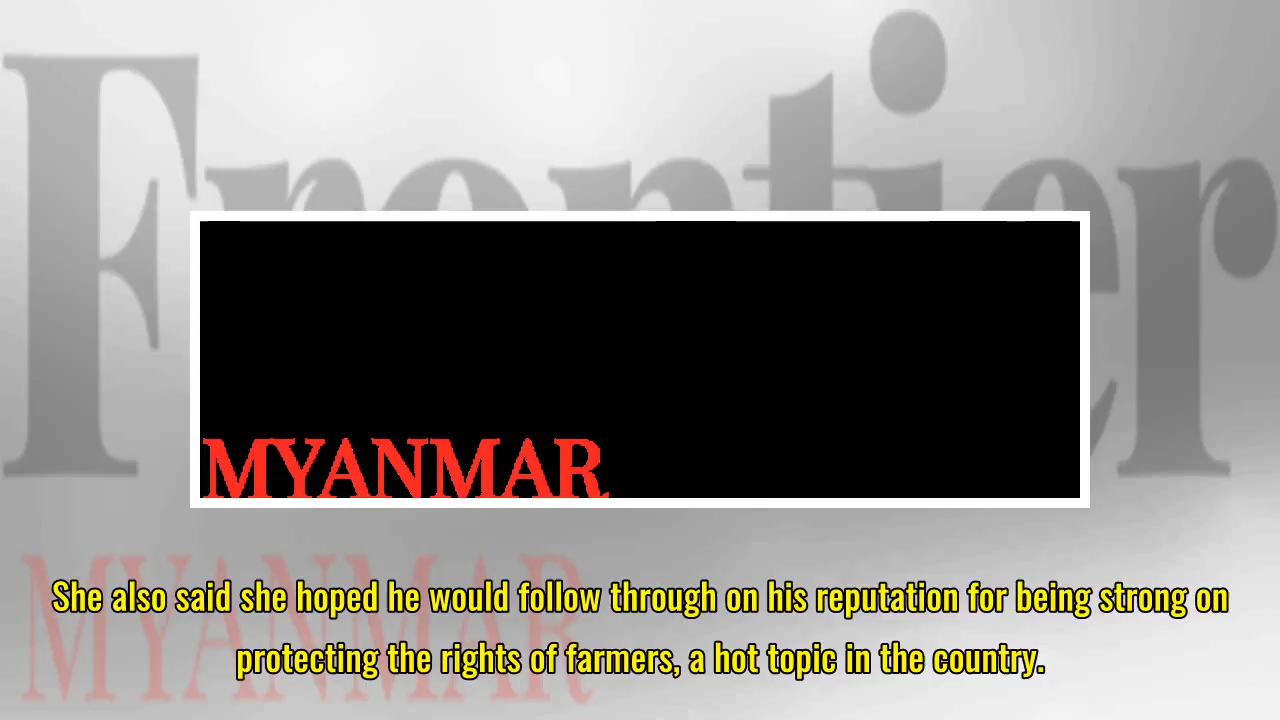 Frontier
MYANMAR
MYANMAR
She also said she hoped he would follow through on his reputation for being strong on
protecting the rights of farmers, a hot topic in the country.